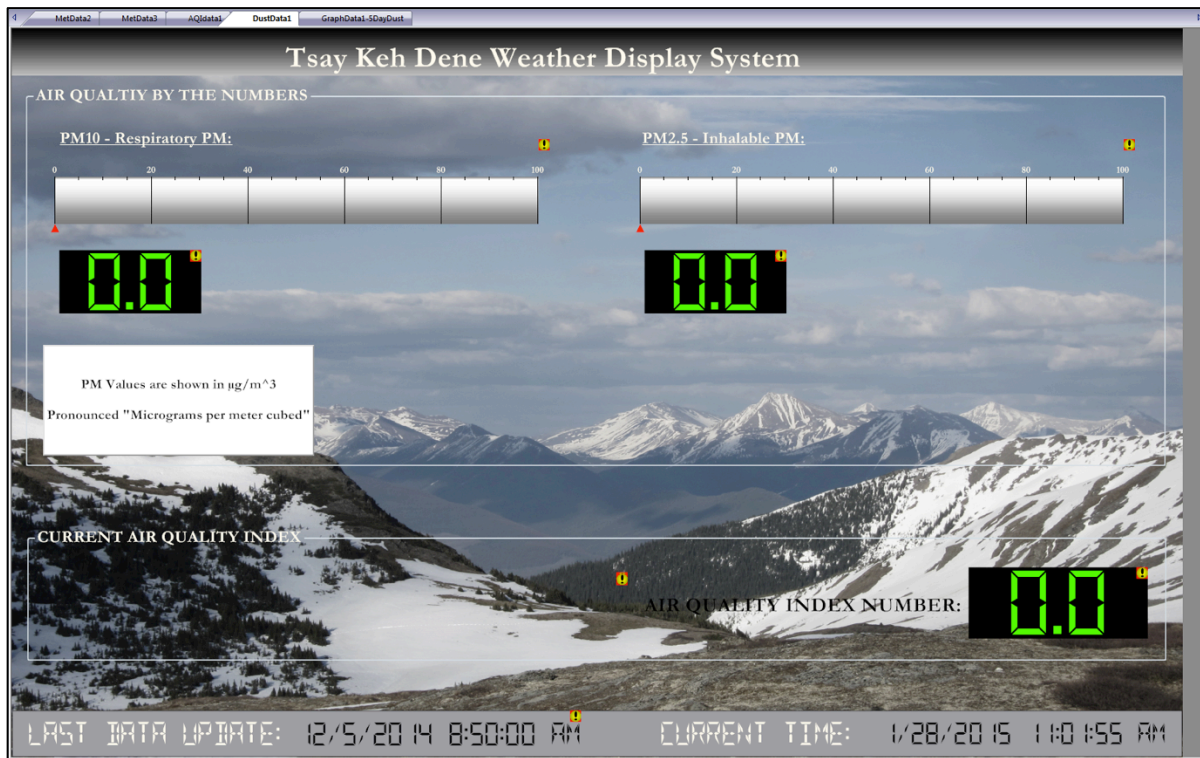 MetData2 MetData3 AQIdata1 DustData1 GraphData1-5DayDust
Tsay Keh Dene Weather Display System
AIR QUALTIY BY THE NUMBERS
PM10 - Respiratory PM: PM2.5 - Inhalable PM:
0 20 40 60 80 100 0 20 40 60 80 100
0.0 0.0
PM Values are shown in µg/m^3
Pronounced "Micrograms per meter cubed"
CURRENT AIR QUALITY INDEX
AIR QUALITY INDEX NUMBER: 0.0
LAST DATA UPDATE: 12/5/2014 8:50:00 AM CURRENT TIME: 1/28/2015 11:01:55 AM